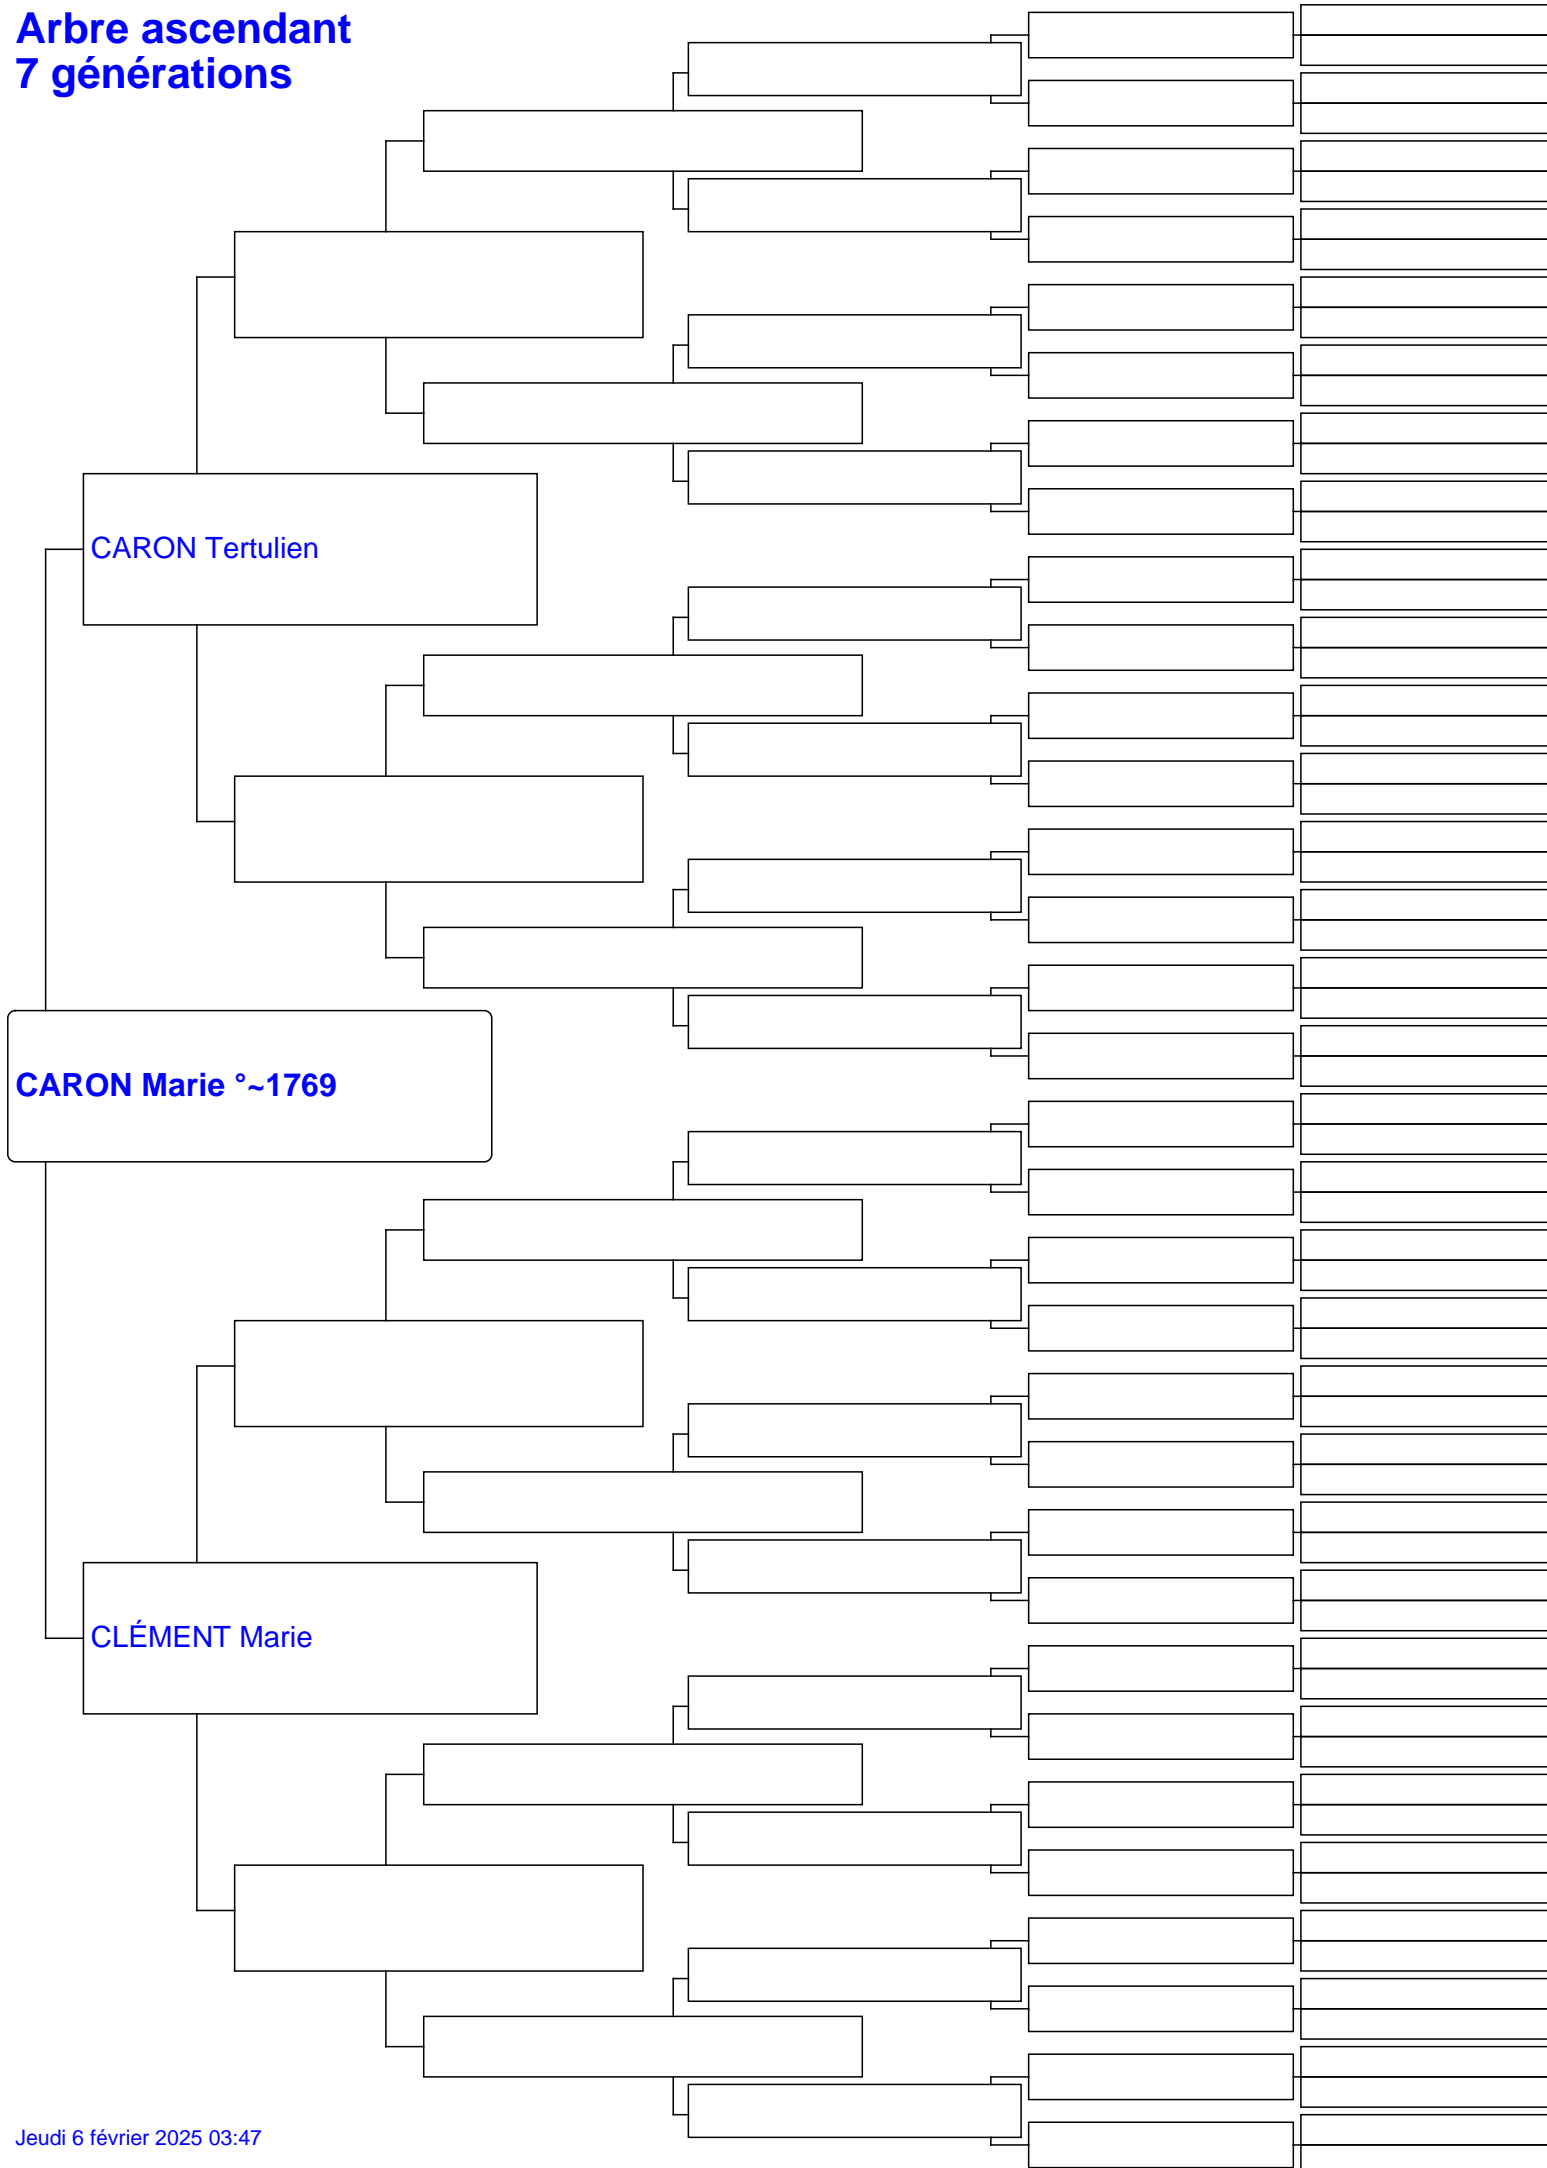 Arbre ascendant
7 générations
CARON Tertulien
CARON Marie °~1769
CLÉMENT Marie
Jeudi 6 février 2025 03:47